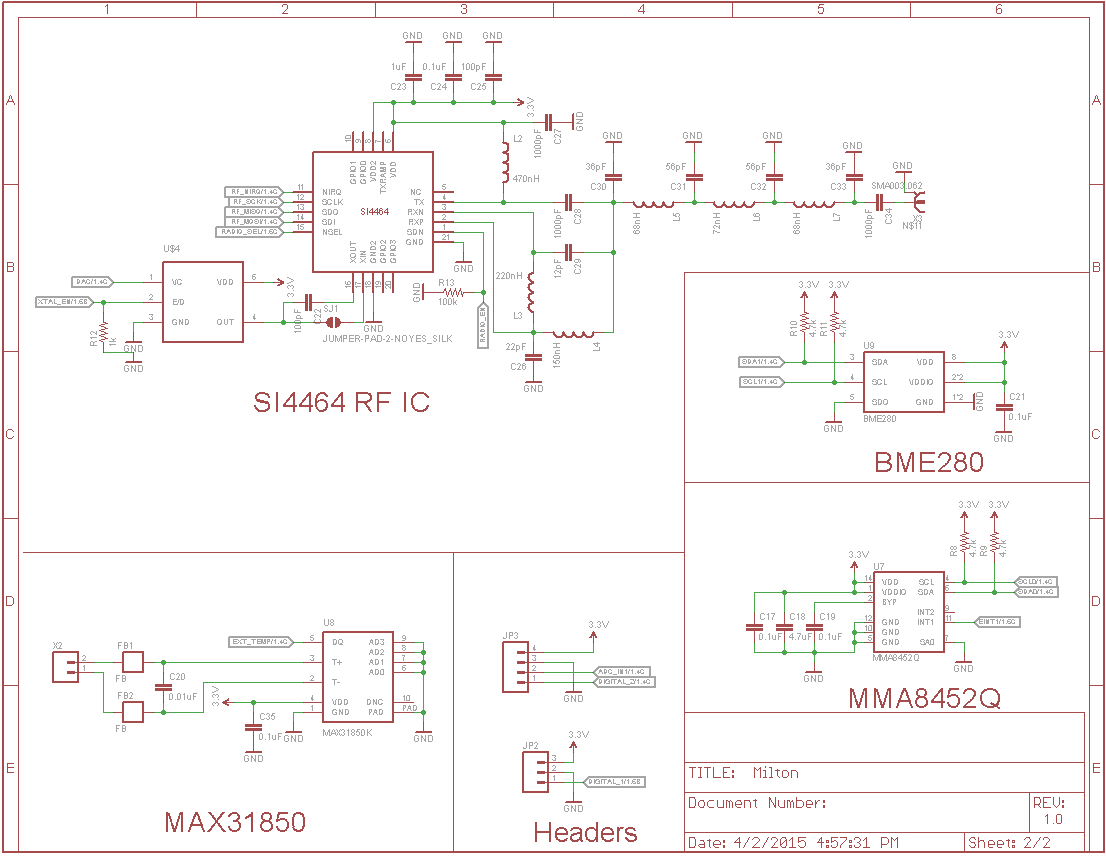 1 2 3 4 5 6
A A
B B
C C
D D
E E
GND GND GND
1uF 0.1uF 100pF
C23 C24 C25
3.3V
1000pF
C27
GND
L2
470nH
10 9 8 7 6
GPIO1
GPIO0
VDD2
TXRAMP
VDD
SI4464
RF_NIRQ/1.4C 11 NIRQ
RF_SCK/1.4C 12 SCLK
RF_MISO/1.4C 13 SDO
RF_MOSI/1.4C 14 SDI
RADIO_SEL/1.6C 15 NSEL
NC 5
TX 4
RXN 3
RXP 2
SDN 1
GND 21
XOUT
XIN
GND2
GPIO2
GPIO3
16 17 18 19 20
GND
GND
R13
100k
GND
RADIO_EN
U$4
DAC/1.4C 1 VC
XTAL_EN/1.6B 2 E/D
3 GND
VDD 6
OUT 4
3.3V
R12
1k
GND
GND
100pF
C22
SJ1
JUMPER-PAD-2-NOYES_SILK
220nH
L3
1000pF
C28
12pF
C29
22pF
C26
GND
150nH
L4
GND GND GND GND GND
36pF 56pF 56pF 36pF
C30 C31 C32 C33
68nH
L5
72nH
L6
68nH
L7
1000pF
C34
SMA003.062
X3
N$11
SI4464 RF IC
3.3V 3.3V
R10
4.7k
R11
4.7k
U9
SDA1/1.4C 3 SDA
SCL1/1.4C 4 SCL
5 SDO
VDD 8
VDDIO 2*2
GND 1*2
BME280
GND
3.3V
GND
C21
0.1uF
GND
BME280
3.3V 3.3V
R8
4.7k
R9
4.7k
3.3V
U7
14 VDD
1 VDDIO
2 BYP
12 GND
10 GND
5 GND
SCL 4
SDA 6
INT2 9
INT1 11
SA0 7
MMA8452Q
SCL0/1.4C
SDA0/1.4C
EINT1/1.6C
C17 C18 C19
0.1uF 4.7uF 0.1uF
GND
GND
MMA8452Q
X2
2
1
FB1
FB
FB2
FB
C20
0.01uF
3.3V
C35
0.1uF
GND
GND
U8
EXT_TEMP/1.4C 5 DQ
3 T+
2 T-
4 VDD
1 GND
AD3 9
AD2 8
AD1 7
AD0 6
DNC 10
PAD PAD
MAX31850K
GND
MAX31850
JP3
4
3
2
1
3.3V
ADC_IN1/1.4C
DIGITAL_2/1.4C
GND
JP2
3
2
1
3.3V
DIGITAL_1/1.6B
GND
Headers
TITLE: Milton
Document Number:
REV:
1.0
Date: 4/2/2015 4:57:31 PM
Sheet: 2/2